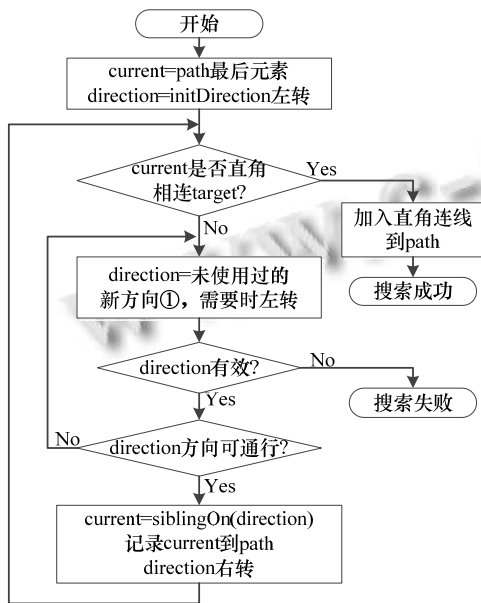 开始
current=path最后元素
direction=initDirection左转
current是否直角
相连target?
Yes
No
加入直角连线
到path
搜索成功
direction=未使用过的
新方向①，需要时左转
direction有效?
No
Yes
搜索失败
direction方向可通行?
No
Yes
current=siblingOn(direction)
记录current到path
direction右转